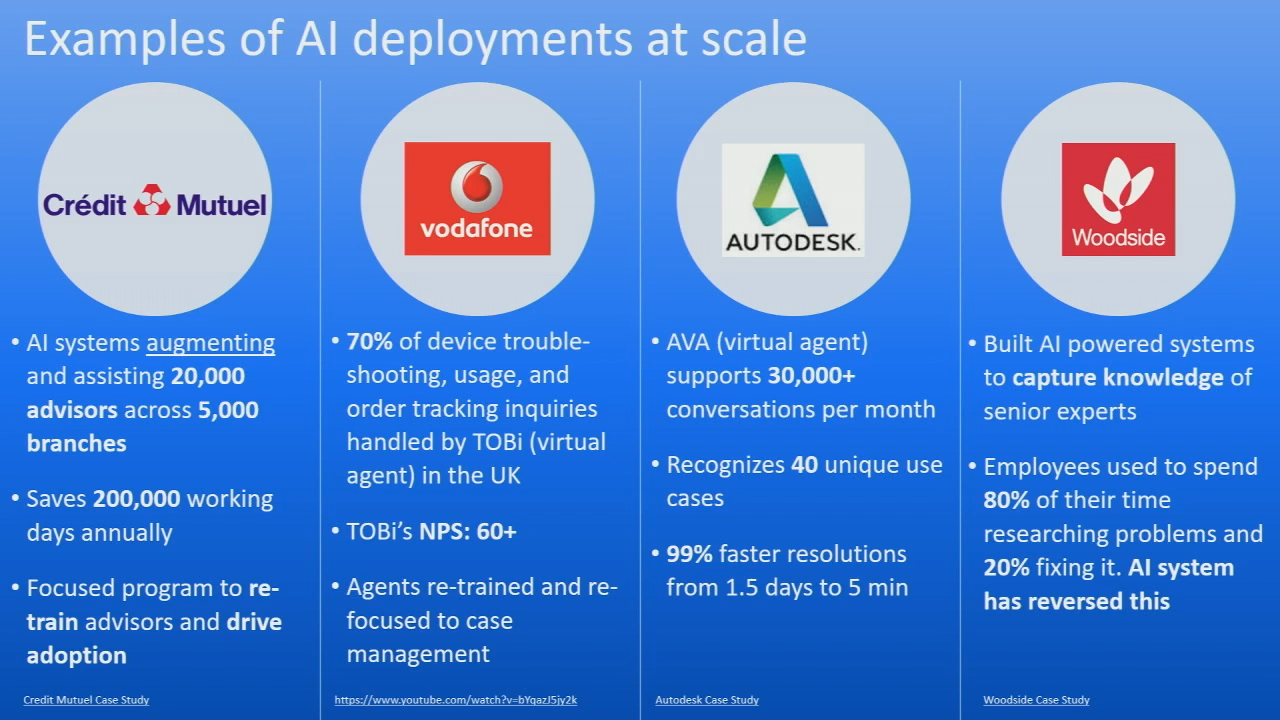 Examples of AI deployments at scale
Crédit Mutuel
• AI systems augmenting
and assisting 20,000
advisors across 5,000
branches
• Saves 200,000 working
days annually
• Focused program to re-
train advisors and drive
adoption
Credit Mutuel Case Study
vodafone
• 70% of device trouble-
shooting, usage, and
order tracking inquiries
handled by TOBi (virtual
agent) in the UK
• TOBi’s NPS: 60+
• Agents re-trained and re-
focused to case
management
https://www.youtube.com/watch?v=bYqazJ5jy2k
AUTODESK.
• AVA (virtual agent)
supports 30,000+
conversations per month
• Recognizes 40 unique use
cases
• 99% faster resolutions
from 1.5 days to 5 min
Autodesk Case Study
Woodside
• Built AI powered systems
to capture knowledge of
senior experts
• Employees used to spend
80% of their time
researching problems and
20% fixing it. AI system
has reversed this
Woodside Case Study